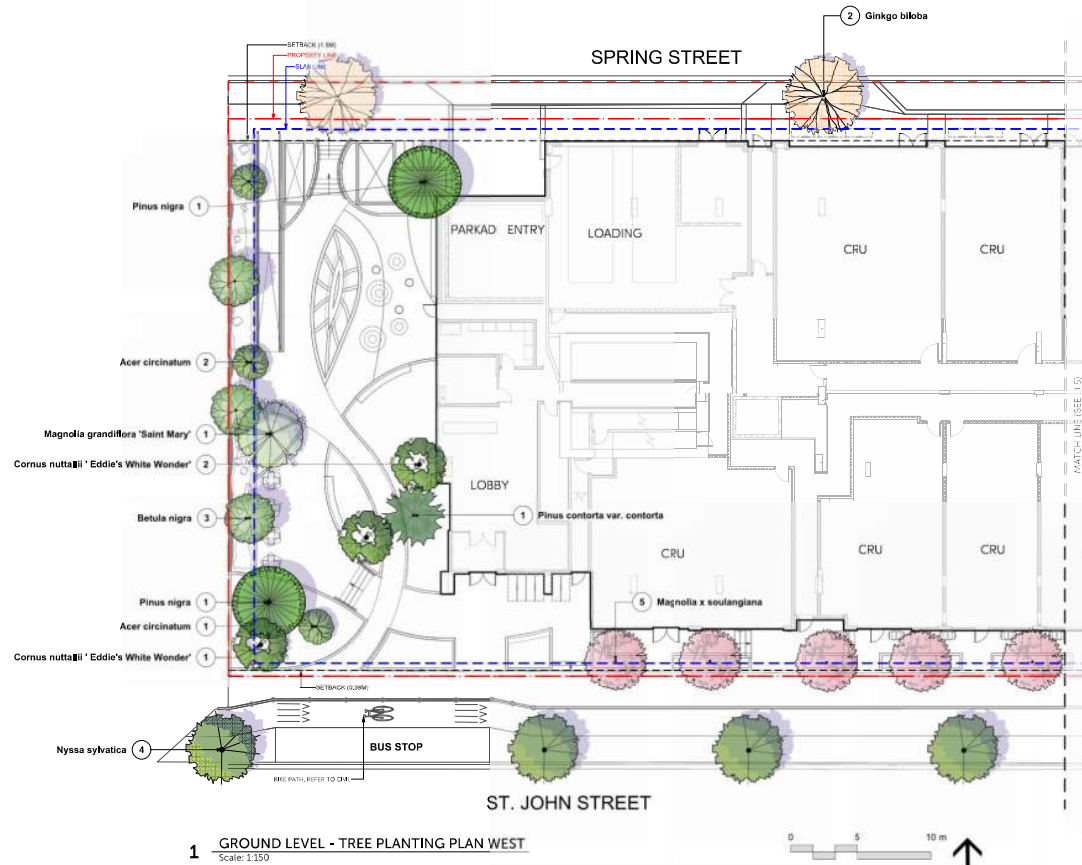 2 Ginkgo biloba
SETBACK (1.5M)
PROPERTY LINE
SLAB LINE
SPRING STREET
Pinus nigra 1
PARKAD ENTRY
LOADING
CRU
CRU
Acer circinatum 2
MATCH LINE (SEE L1.5)
Magnolia grandiflora 'Saint Mary' 1
Cornus nuttallii ' Eddie's White Wonder' 2
LOBBY
Betula nigra 3
1 Pinus contorta var. contorta
CRU
CRU
CRU
Pinus nigra 1
5 Magnolia x soulangiana
Acer circinatum 1
Cornus nuttallii ' Eddie's White Wonder' 1
SETBACK (0.36M)
Nyssa sylvatica 4
BUS STOP
BIKE PATH, REFER TO CIVIL
ST. JOHN STREET
1 GROUND LEVEL - TREE PLANTING PLAN WEST
Scale: 1:150
0 5 10 m